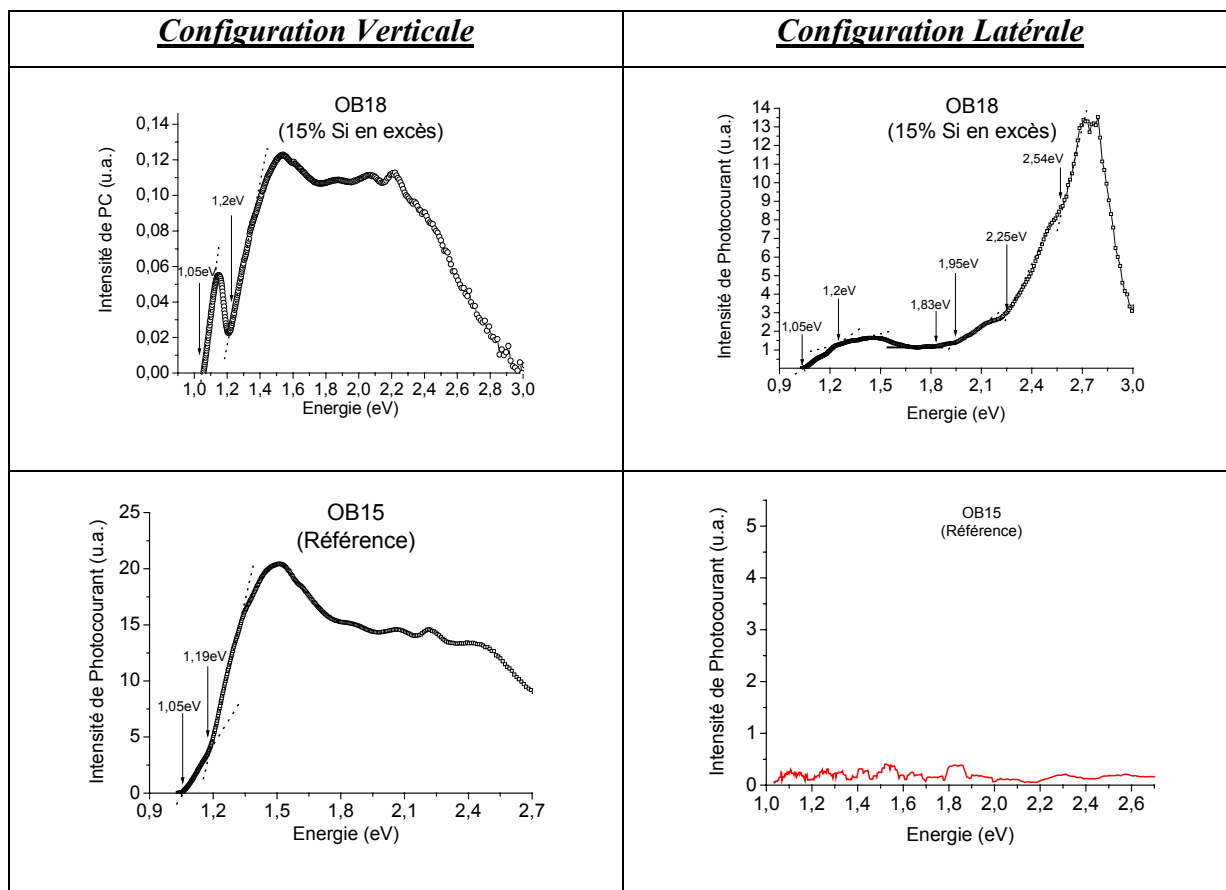 Configuration Verticale
Configuration Latérale
OB18
(15% Si en excès)
Intensité de PC (u.a.)
0,14
0,12
0,10
0,08
0,06
0,04
0,02
0,00
1,2eV
1,05eV
1,0 1,2 1,4 1,6 1,8 2,0 2,2 2,4 2,6 2,8 3,0
Energie (eV)
OB18
(15% Si en excès)
Intensité de Photocourant (u.a.)
14
13
12
11
10
9
8
7
6
5
4
3
2
1
2,54eV
2,25eV
1,95eV
1,83eV
1,2eV
1,05eV
0,9 1,2 1,5 1,8 2,1 2,4 2,7 3,0
Energie (eV)
OB15
(Référence)
Intensité de Photocourant (u.a.)
25
20
15
10
5
0
1,19eV
1,05eV
0,9 1,2 1,5 1,8 2,1 2,4 2,7
Energie (eV)
OB15
(Référence)
Intensité de Photocourant (u.a.)
5
4
3
2
1
0
1,0 1,2 1,4 1,6 1,8 2,0 2,2 2,4 2,6
Energie (eV)